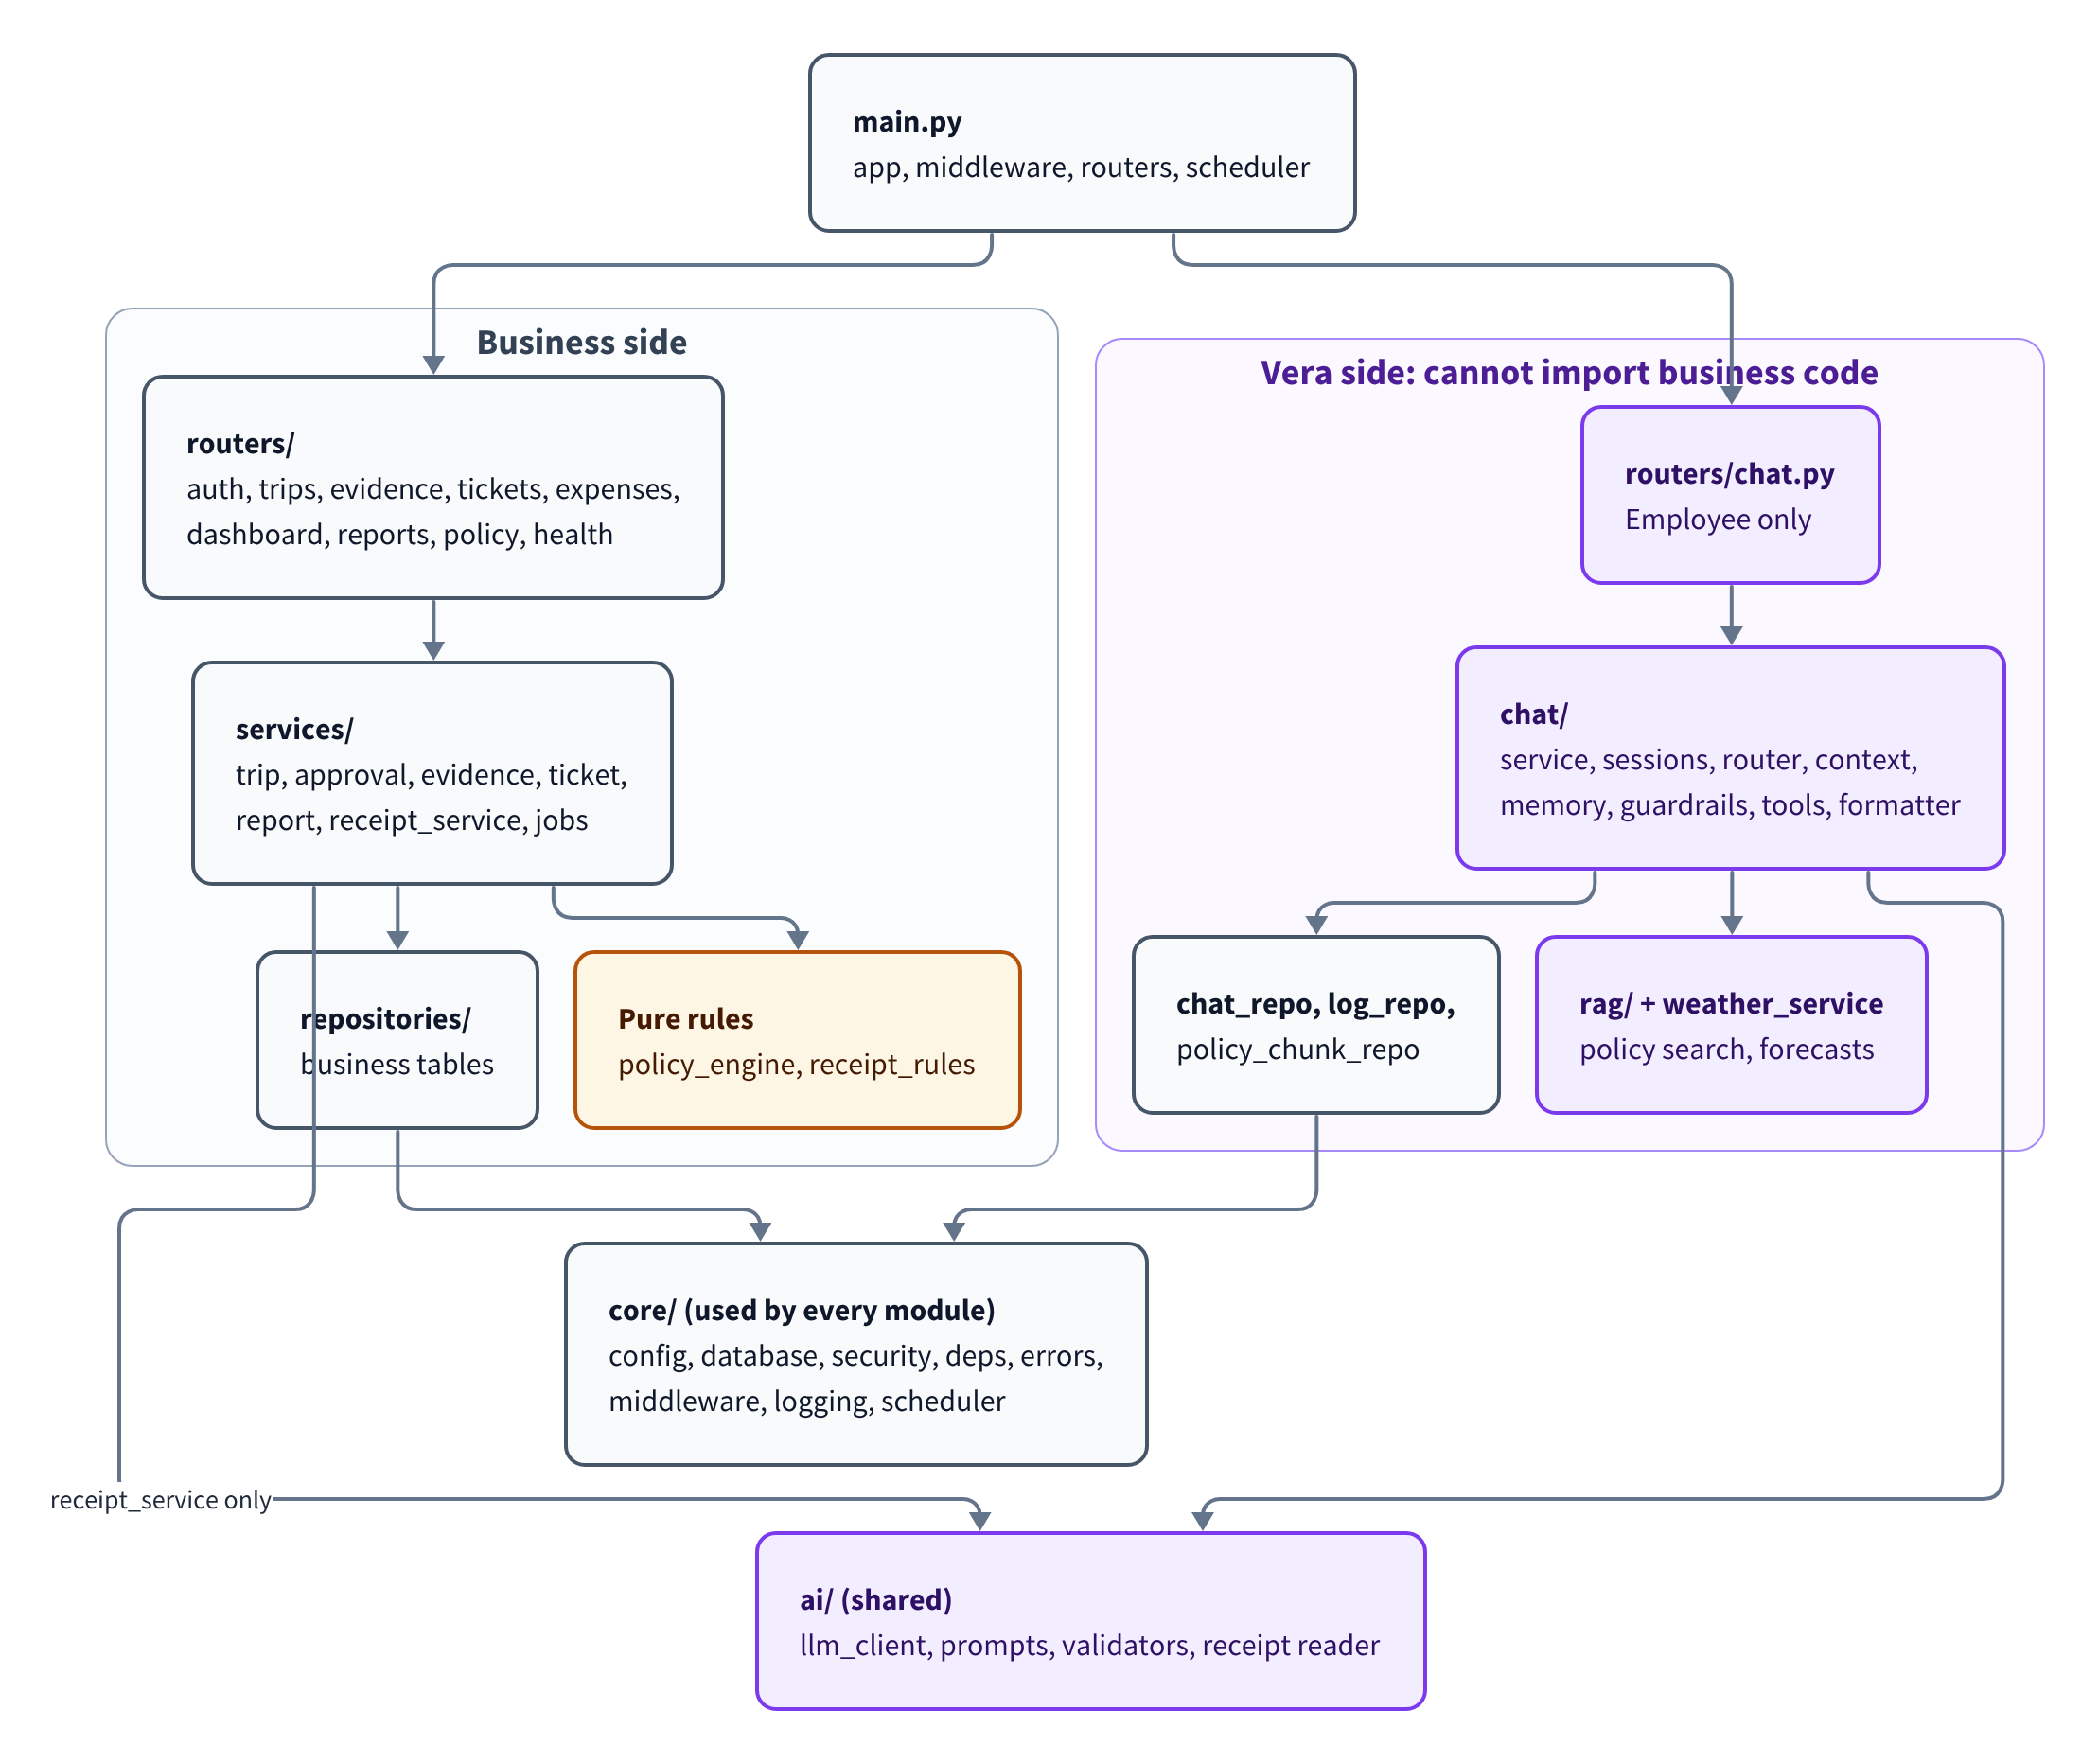 main.py
app, middleware, routers, scheduler
Business side
routers/
auth, trips, evidence, tickets, expenses,
dashboard, reports, policy, health
services/
trip, approval, evidence, ticket,
report, receipt_service, jobs
repositories/
business tables
Pure rules
policy_engine, receipt_rules
Vera side: cannot import business code
routers/chat.py
Employee only
chat/
service, sessions, router, context,
memory, guardrails, tools, formatter
chat_repo, log_repo,
policy_chunk_repo
rag/ + weather_service
policy search, forecasts
core/ (used by every module)
config, database, security, deps, errors,
middleware, logging, scheduler
receipt_service only
ai/ (shared)
llm_client, prompts, validators, receipt reader